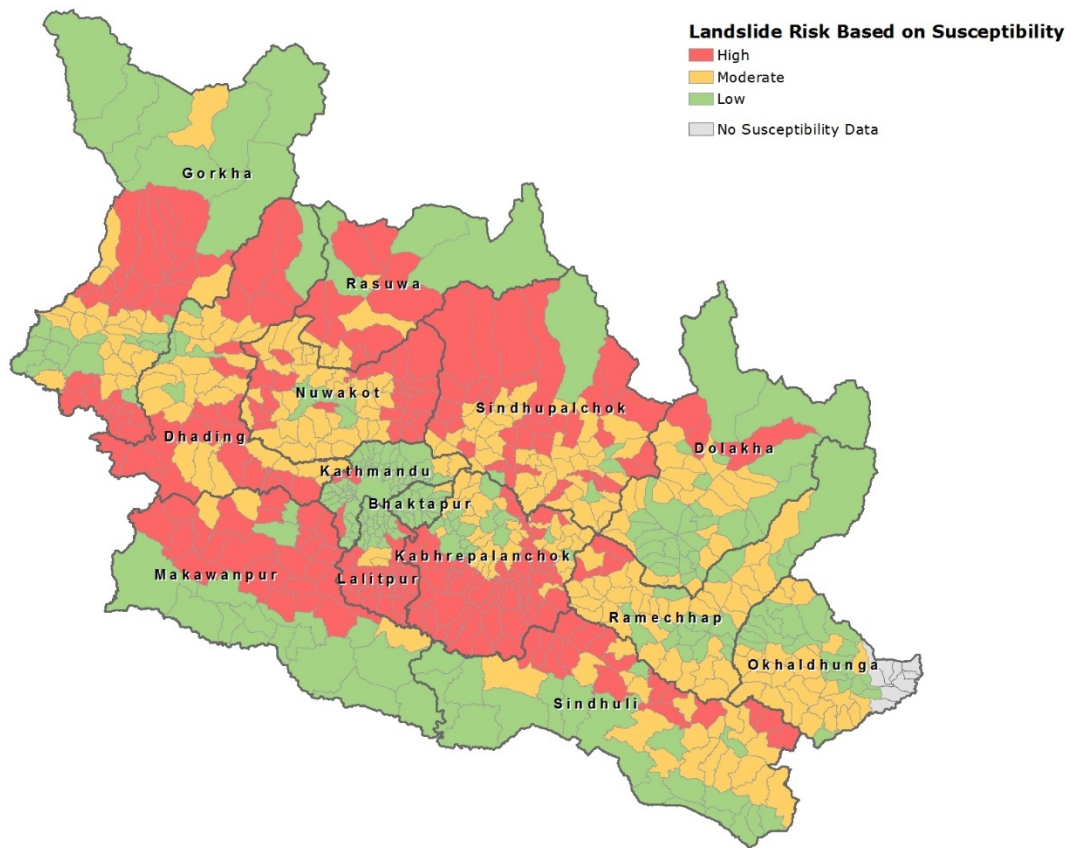 Landslide Risk Based on Susceptibility
High
Moderate
Low
No Susceptibility Data
Gorkha
Rasuwa
Nuwakot
Sindhupalchok
Dhading
Dolakha
Kathmandu
Bhaktapur
Kabhrepalanchok
Makawanpur
Lalitpur
Ramechhap
Okhaldhunga
Sindhuli